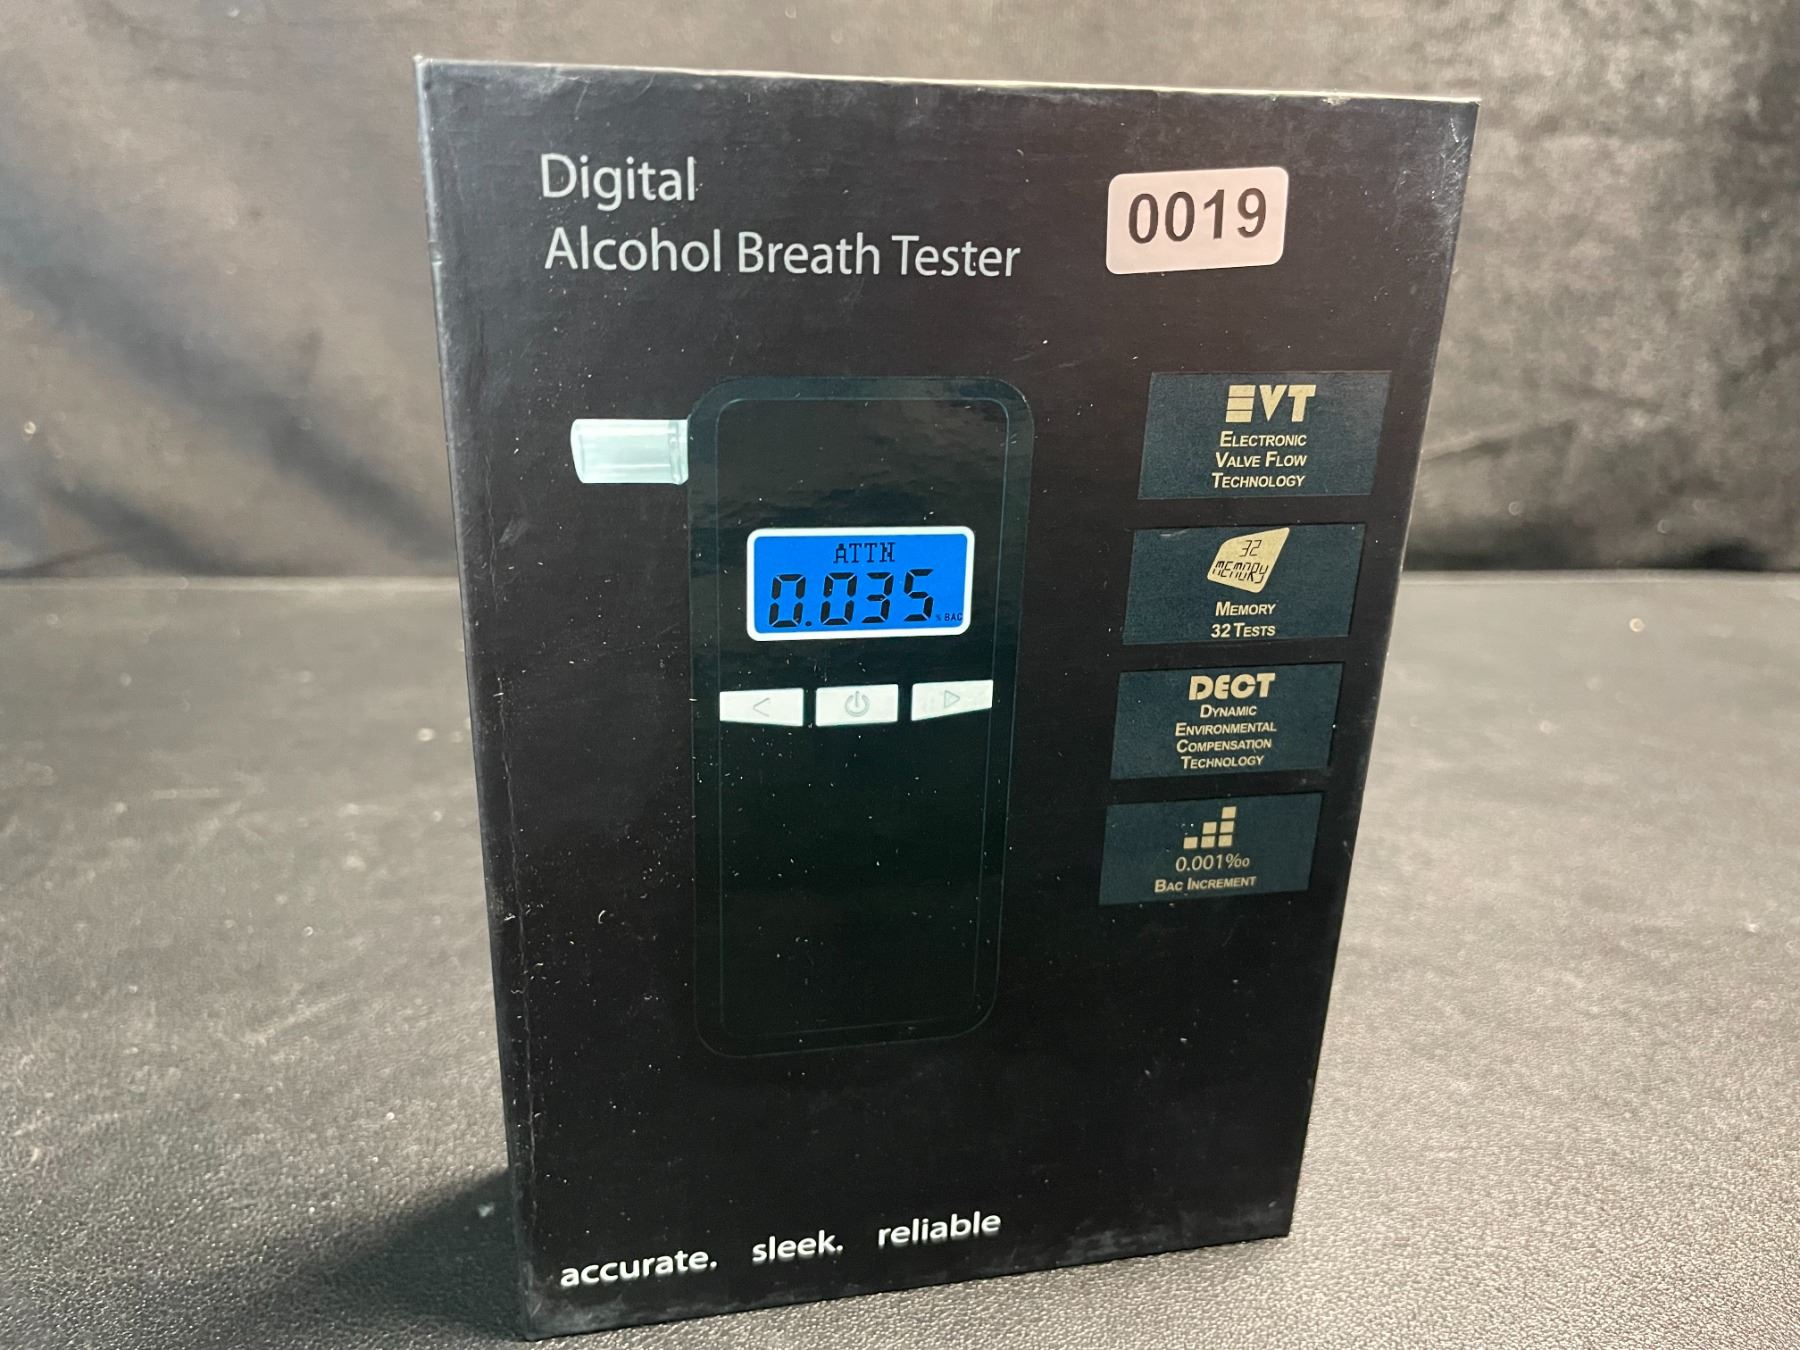 Digital
Alcohol Breath Tester
0019
ATTN
0.035 % BAC
EVT
ELECTRONIC
VALVE FLOW
TECHNOLOGY
32
MEMORY
MEMORY
32 TESTS
DECT
DYNAMIC
ENVIRONMENTAL
COMPENSATION
TECHNOLOGY
0.001‰
BAC INCREMENT
accurate. sleek. reliable